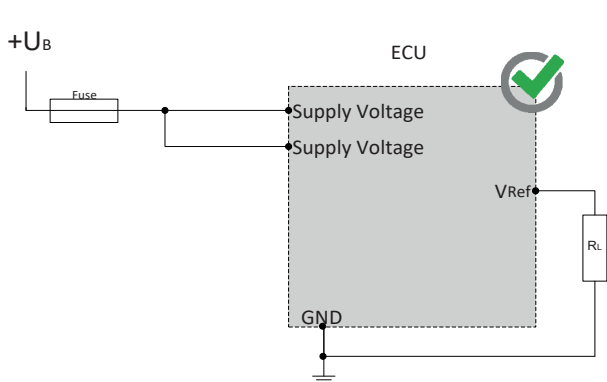 +UB
ECU
Fuse
Supply Voltage
Supply Voltage
VRef
RL
GND